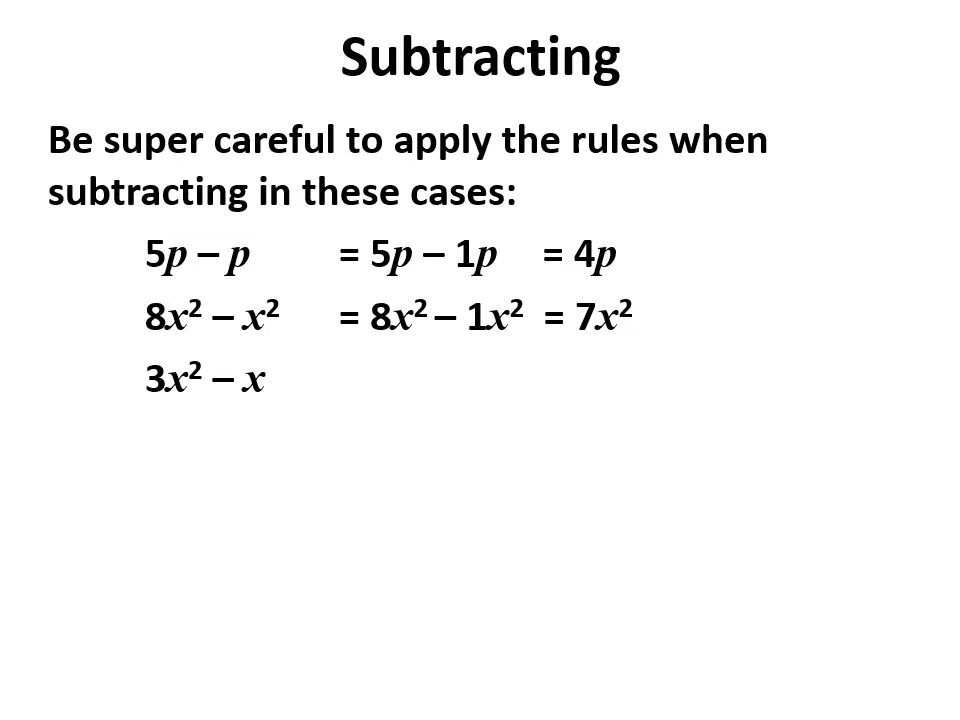 Subtracting
Be super careful to apply the rules when
subtracting in these cases:
5p – p = 5p – 1p = 4p
8x² – x² = 8x² – 1x² = 7x²
3x² – x